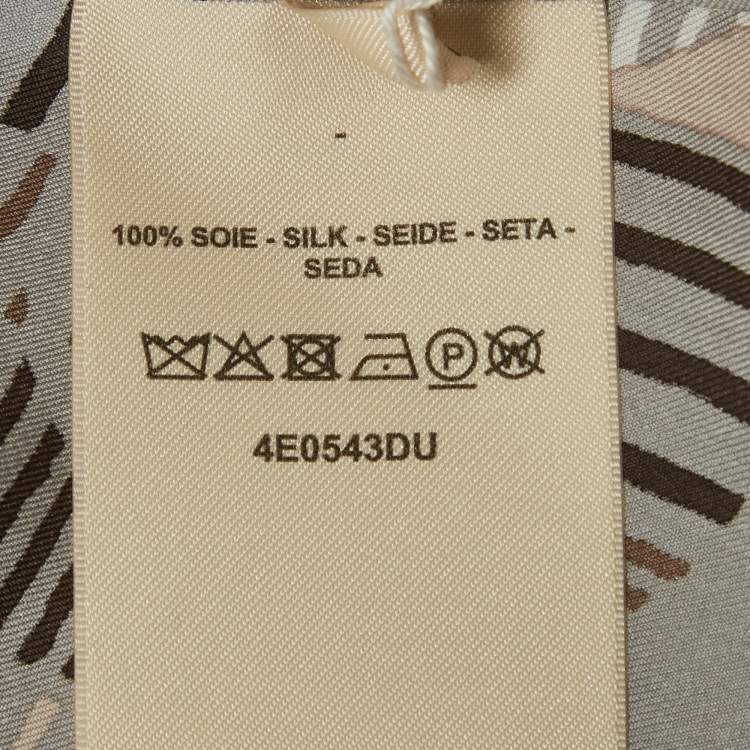 -
100% SOIE - SILK - SEIDE - SETA -
SEDA
P W
4E0543DU